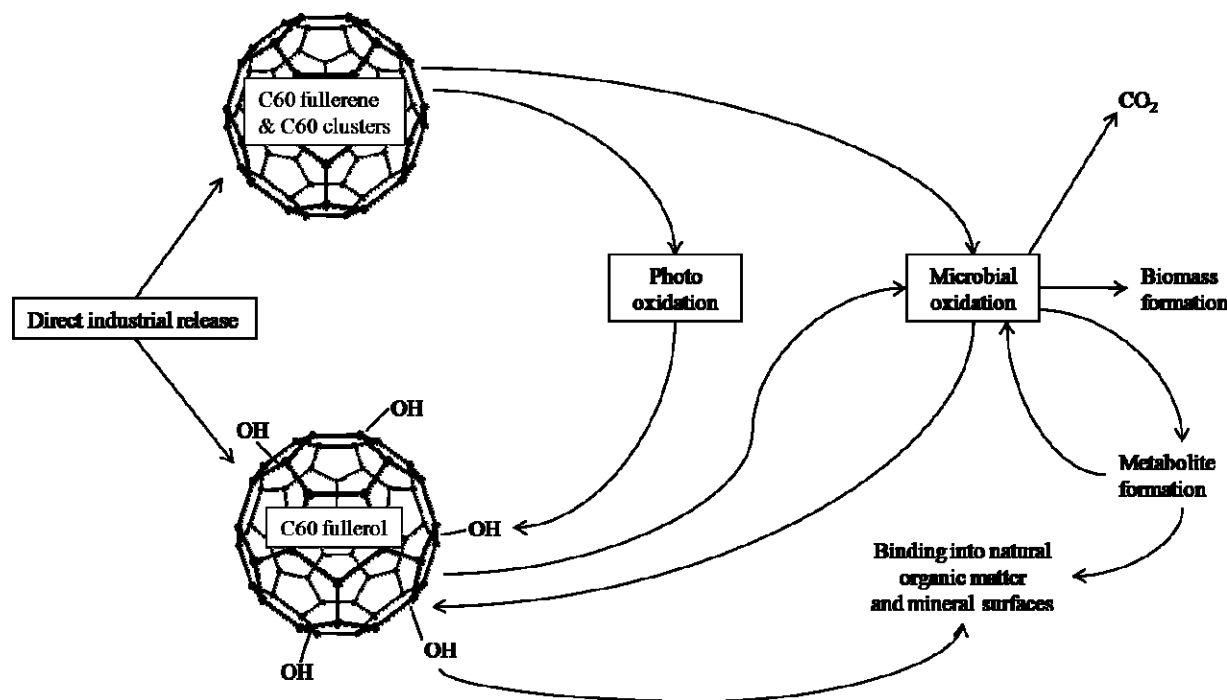 C60 fullerene
& C60 clusters
CO₂
Photo
oxidation
Microbial
oxidation
Biomass
formation
Direct industrial release
OH
OH
Metabolite
formation
C60 fullerol
OH
Binding into natural
organic matter
and mineral surfaces
OH
OH